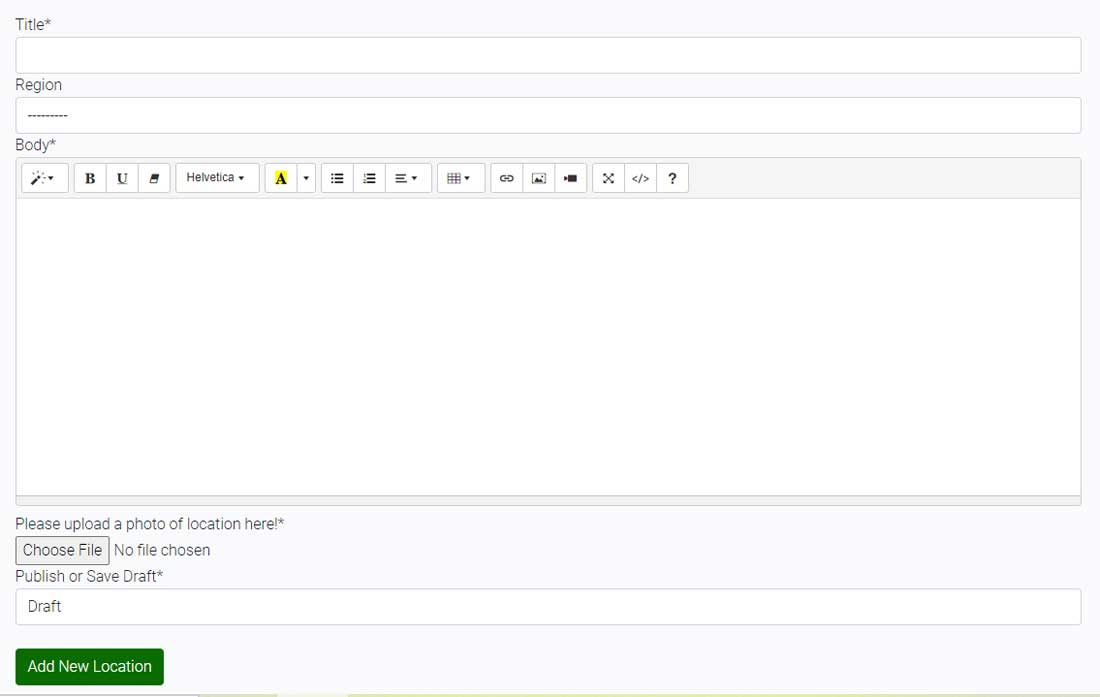 Title*
Region
---------
Body*
B U Helvetica A </> ?
Please upload a photo of location here!*
Choose File No file chosen
Publish or Save Draft*
Draft
Add New Location